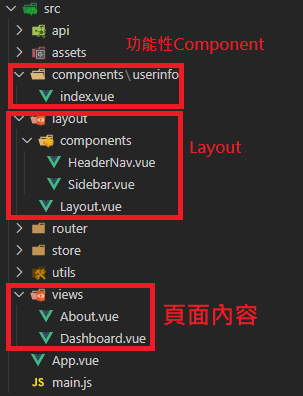 src
api
assets
功能性Component
components\userinfo
index.vue
layout
components
Layout
HeaderNav.vue
Sidebar.vue
Layout.vue
router
store
utils
views
About.vue
頁面內容
Dashboard.vue
App.vue
JS main.js